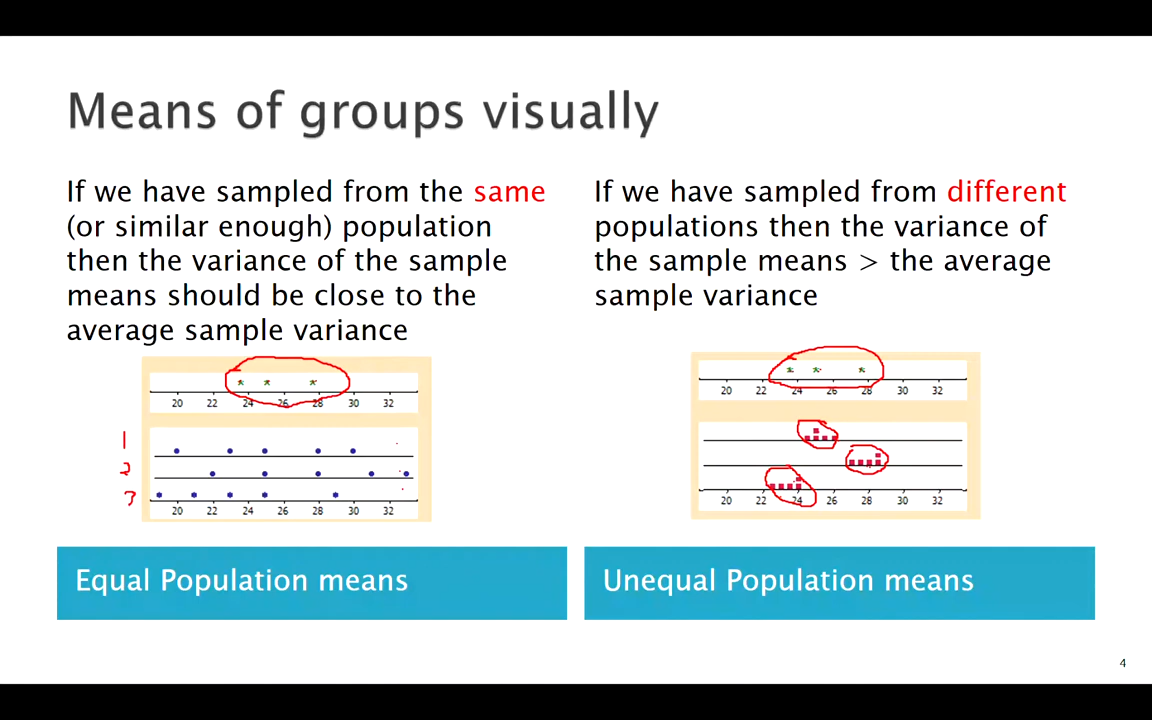 Means of groups visually
If we have sampled from the same
(or similar enough) population
then the variance of the sample
means should be close to the
average sample variance
20 22 24 26 28 30 32
1
2
3
20 22 24 26 28 30 32
Equal Population means
If we have sampled from different
populations then the variance of
the sample means > the average
sample variance
20 22 24 26 28 30 32
20 22 24 26 28 30 32
Unequal Population means
4